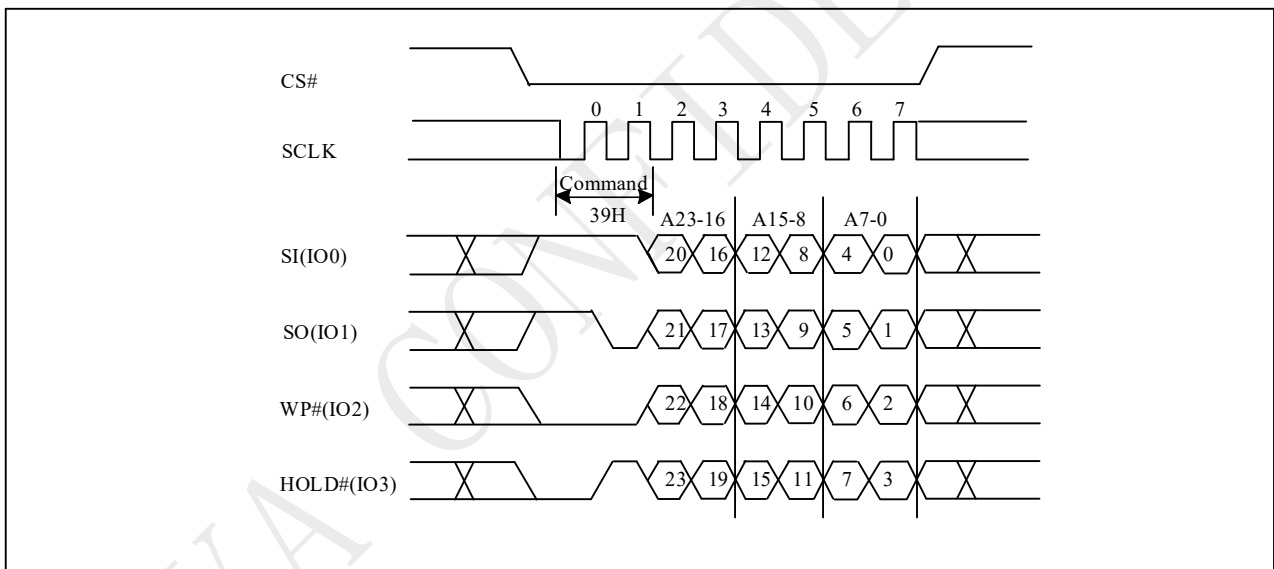 CS#
0 1 2 3 4 5 6 7
SCLK
Command
39H
A23-16 A15-8 A7-0
SI(IO0)
20 16 12 8 4 0
SO(IO1)
21 17 13 9 5 1
WP#(IO2)
22 18 14 10 6 2
HOLD#(IO3)
23 19 15 11 7 3